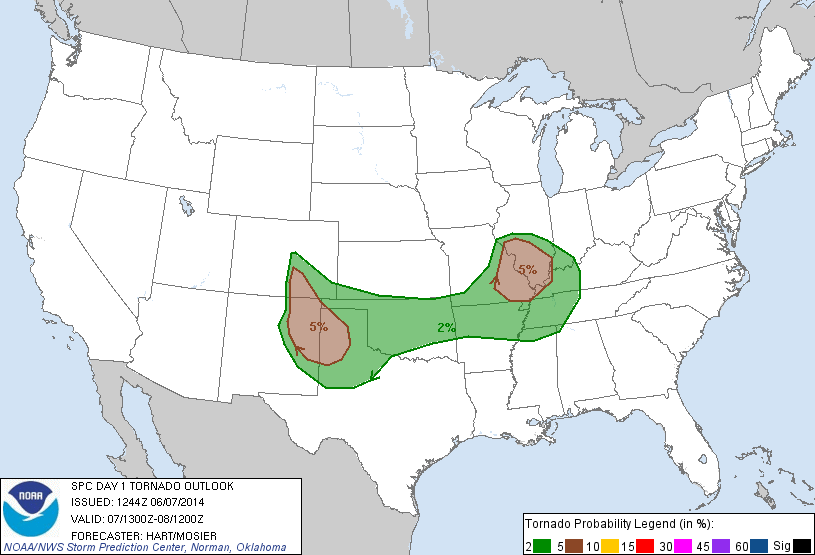 5%
5%
2%
NOAA
SPC DAY 1 TORNADO OUTLOOK
ISSUED: 1244Z 06/07/2014
VALID: 07/1300Z-08/1200Z
FORECASTER: HART/MOSIER
NOAA/NWS Storm Prediction Center, Norman, Oklahoma
Tornado Probability Legend (in %):
2 5 10 15 30 45 60 Sig